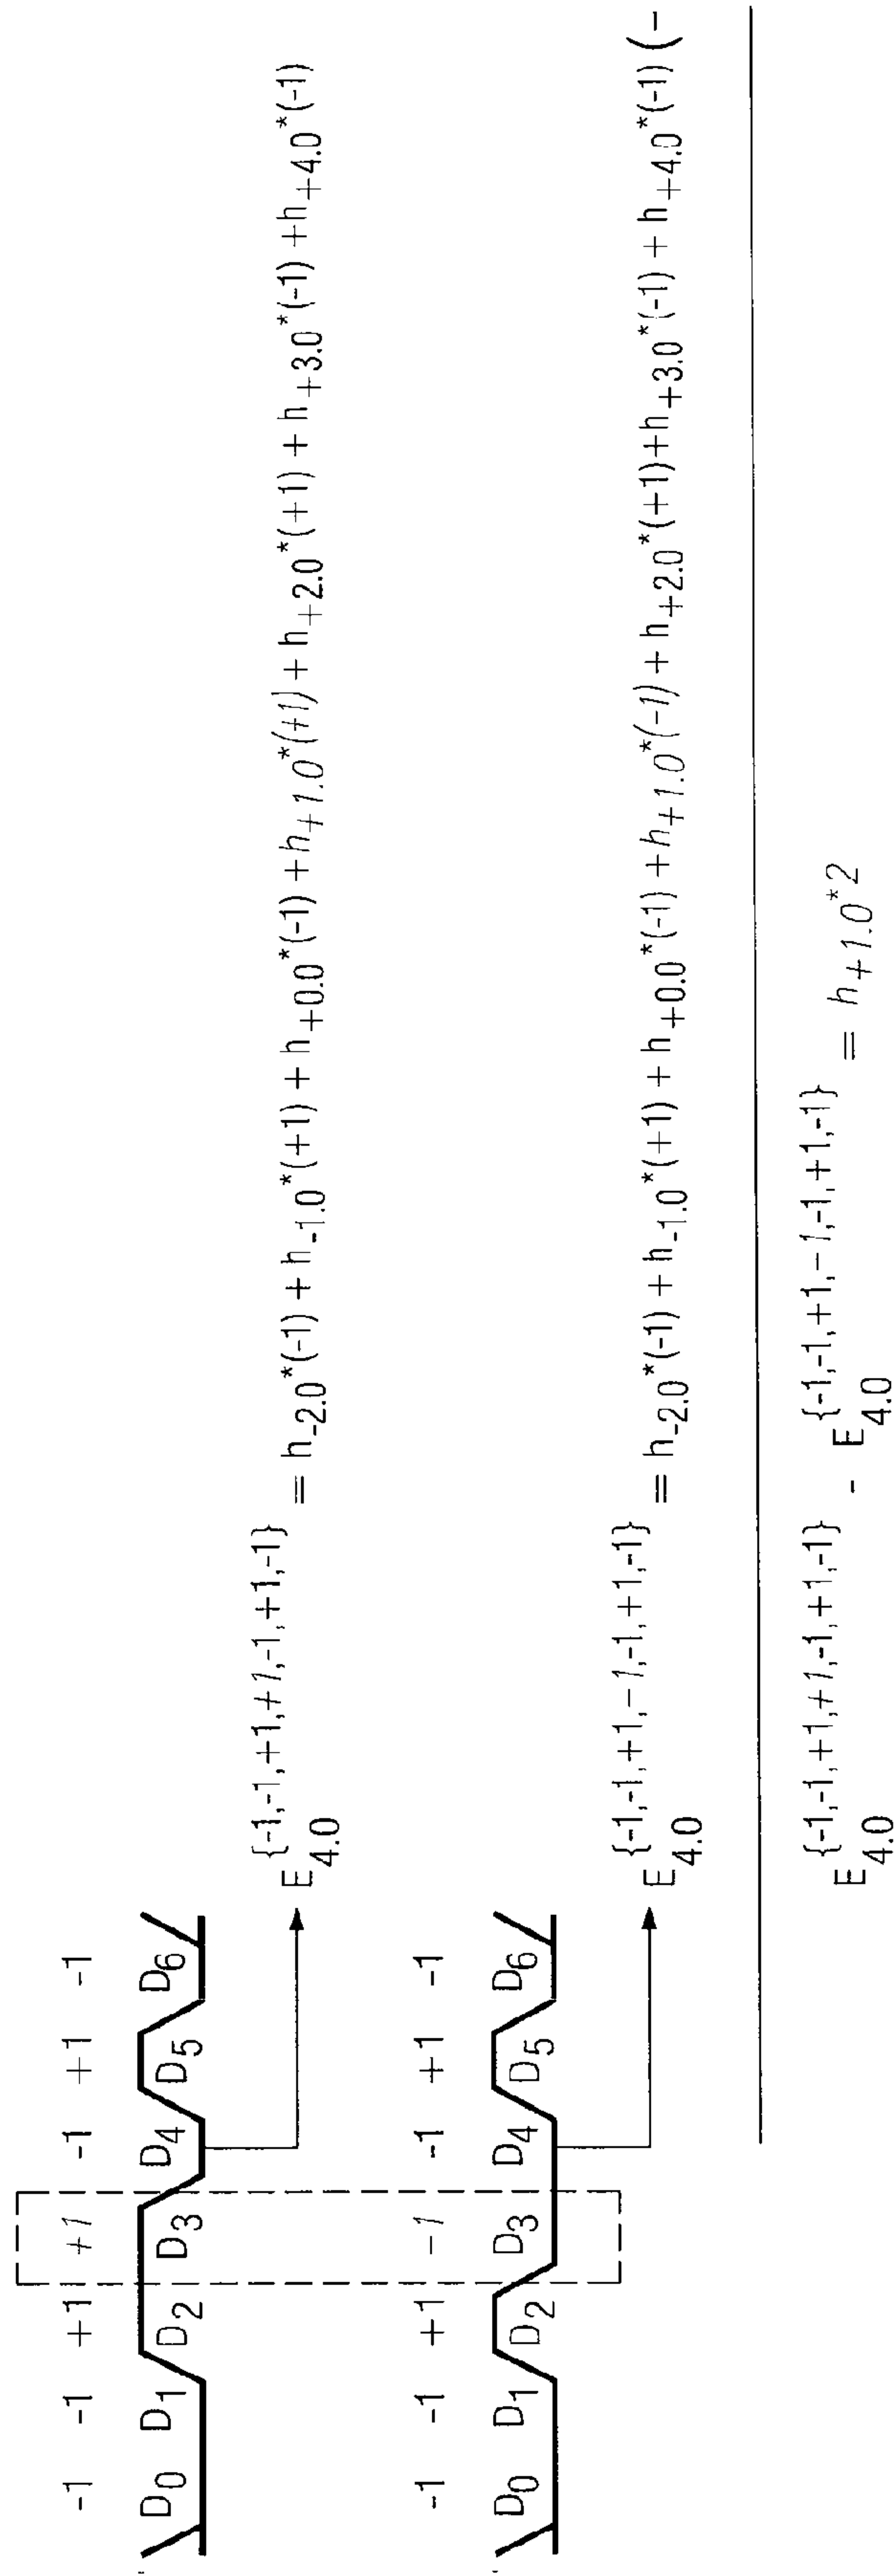 -1 -1 +1 +1 -1 +1 -1
D0 D1 D2 D3 D4 D5 D6
E4.0{-1,-1,+1,+1,-1,+1,-1} = h-2.0*(-1) + h-1.0*(+1) + h+0.0*(-1) + h+1.0*(+1) + h+2.0*(+1) + h+3.0*(-1) + h+4.0*(-1)
-1 -1 +1 -1 -1 +1 -1
D0 D1 D2 D3 D4 D5 D6
E4.0{-1,-1,+1,-1,-1,+1,-1} = h-2.0*(-1) + h-1.0*(+1) + h+0.0*(-1) + h+1.0*(-1) + h+2.0*(+1) + h+3.0*(-1) + h+4.0*(-1) (-
E4.0{-1,-1,+1,+1,-1,+1,-1} - E4.0{-1,-1,+1,-1,-1,+1,-1} = h+1.0*2